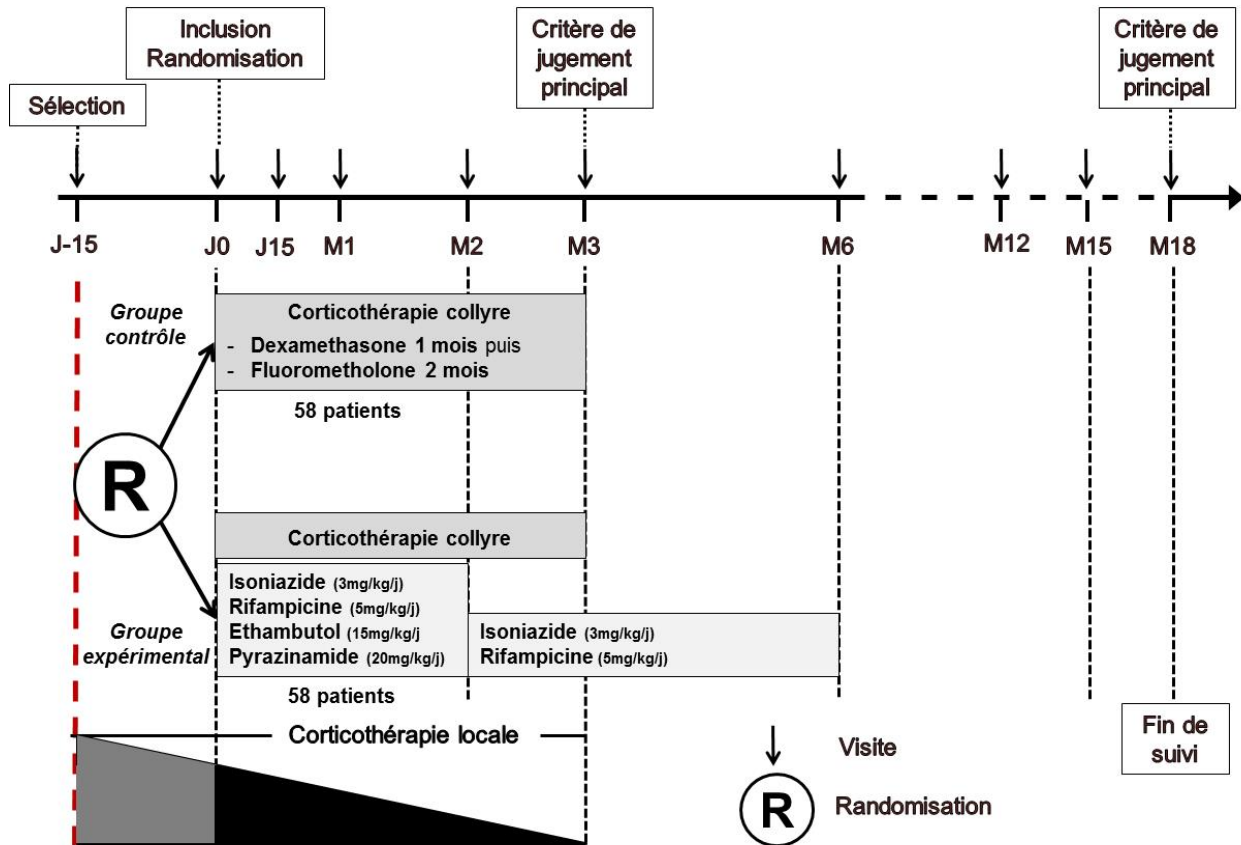 Sélection
Inclusion
Randomisation
Critère de
jugement
principal
Critère de
jugement
principal
J-15
J0
J15
M1
M2
M3
M6
M12
M15
M18
Groupe
contrôle
Corticothérapie collyre
- Dexamethasone 1 mois puis
- Fluorometholone 2 mois
58 patients
R
Groupe
expérimental
Corticothérapie collyre
Isoniazide (3mg/kg/j)
Rifampicine (5mg/kg/j)
Ethambutol (15mg/kg/j
Pyrazinamide (20mg/kg/j)
Isoniazide (3mg/kg/j)
Rifampicine (5mg/kg/j)
58 patients
Corticothérapie locale
Visite
R
Randomisation
Fin de
suivi